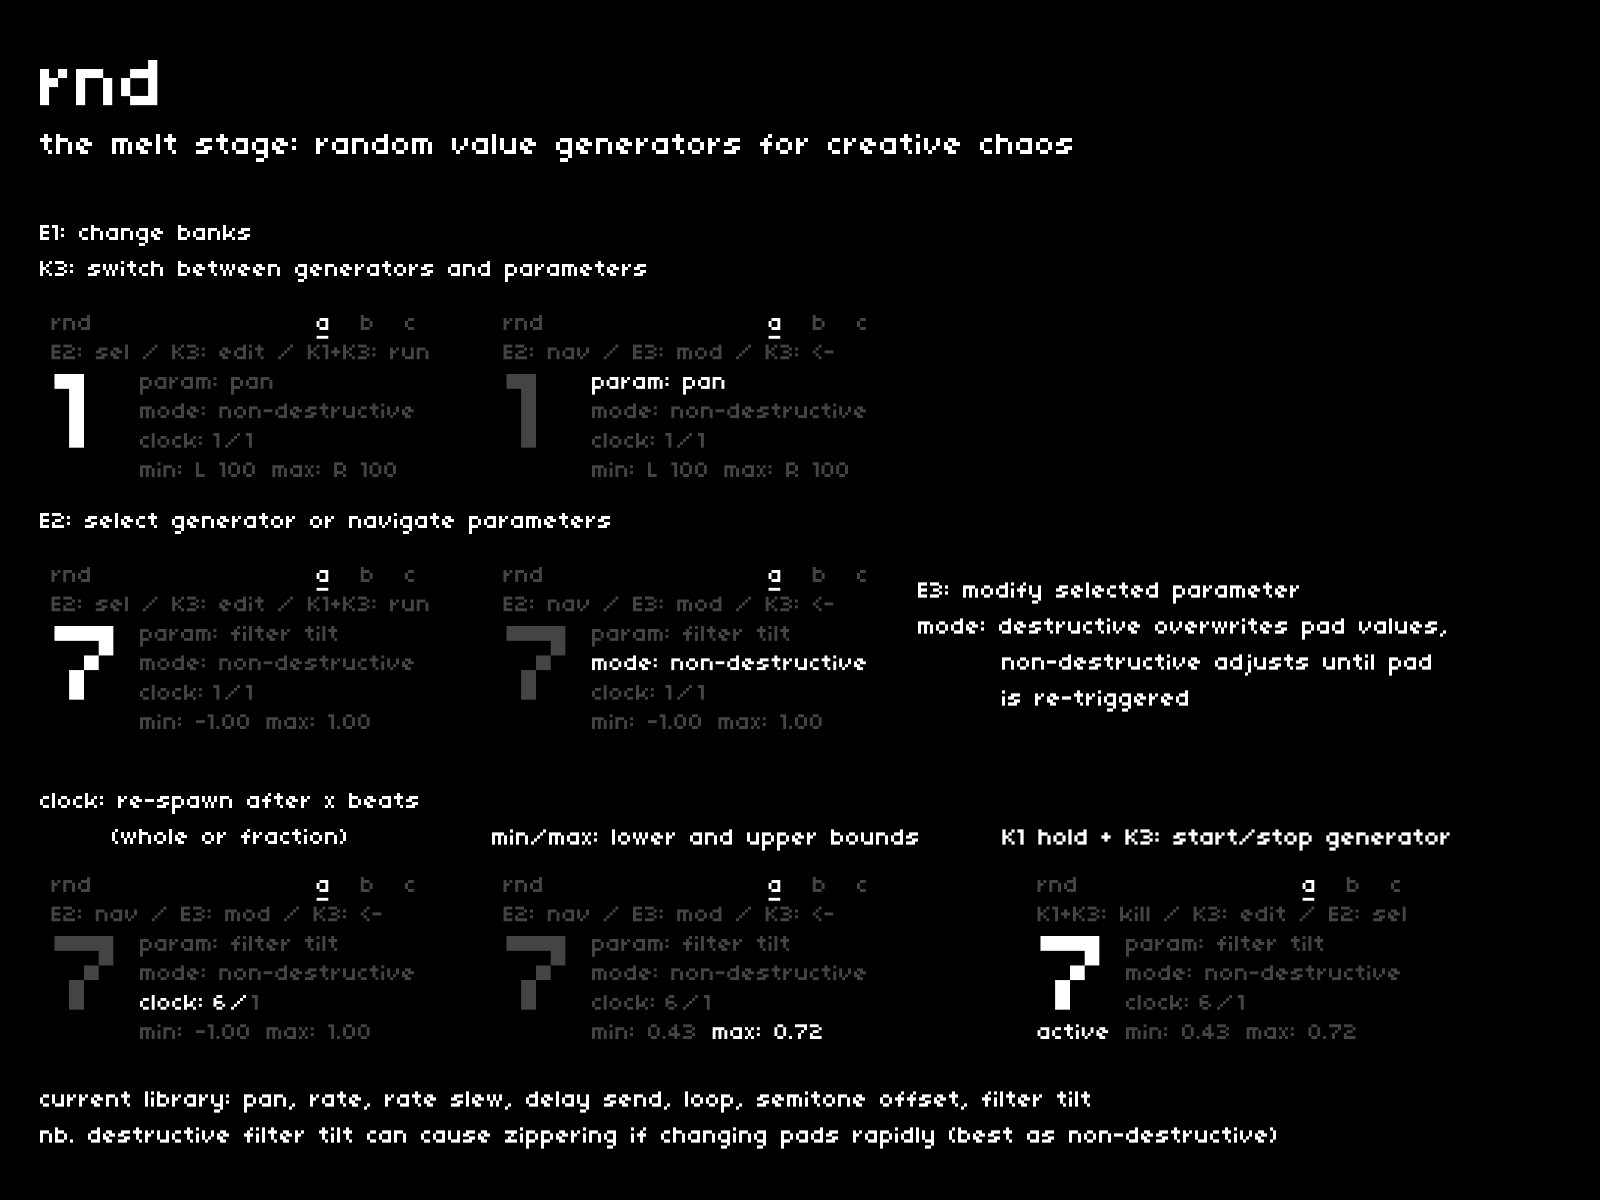 rnd
the melt stage: random value generators for creative chaos
E1: change banks
K3: switch between generators and parameters
rnd a b c
E2: sel / K3: edit / K1+K3: run
1
param: pan
mode: non-destructive
clock: 1/1
min: L 100 max: R 100
rnd a b c
E2: nav / E3: mod / K3: <-
1
param: pan
mode: non-destructive
clock: 1/1
min: L 100 max: R 100
E2: select generator or navigate parameters
rnd a b c
E2: sel / K3: edit / K1+K3: run
7
param: filter tilt
mode: non-destructive
clock: 1/1
min: -1.00 max: 1.00
rnd a b c
E2: nav / E3: mod / K3: <-
7
param: filter tilt
mode: non-destructive
clock: 1/1
min: -1.00 max: 1.00
E3: modify selected parameter
mode: destructive overwrites pad values,
non-destructive adjusts until pad
is re-triggered
clock: re-spawn after x beats
(whole or fraction)
rnd a b c
E2: nav / E3: mod / K3: <-
7
param: filter tilt
mode: non-destructive
clock: 6/1
min: -1.00 max: 1.00
min/max: lower and upper bounds
rnd a b c
E2: nav / E3: mod / K3: <-
7
param: filter tilt
mode: non-destructive
clock: 6/1
min: 0.43 max: 0.72
K1 hold + K3: start/stop generator
rnd a b c
K1+K3: kill / K3: edit / E2: sel
7
param: filter tilt
mode: non-destructive
clock: 6/1
active min: 0.43 max: 0.72
current library: pan, rate, rate slew, delay send, loop, semitone offset, filter tilt
nb. destructive filter tilt can cause zippering if changing pads rapidly (best as non-destructive)